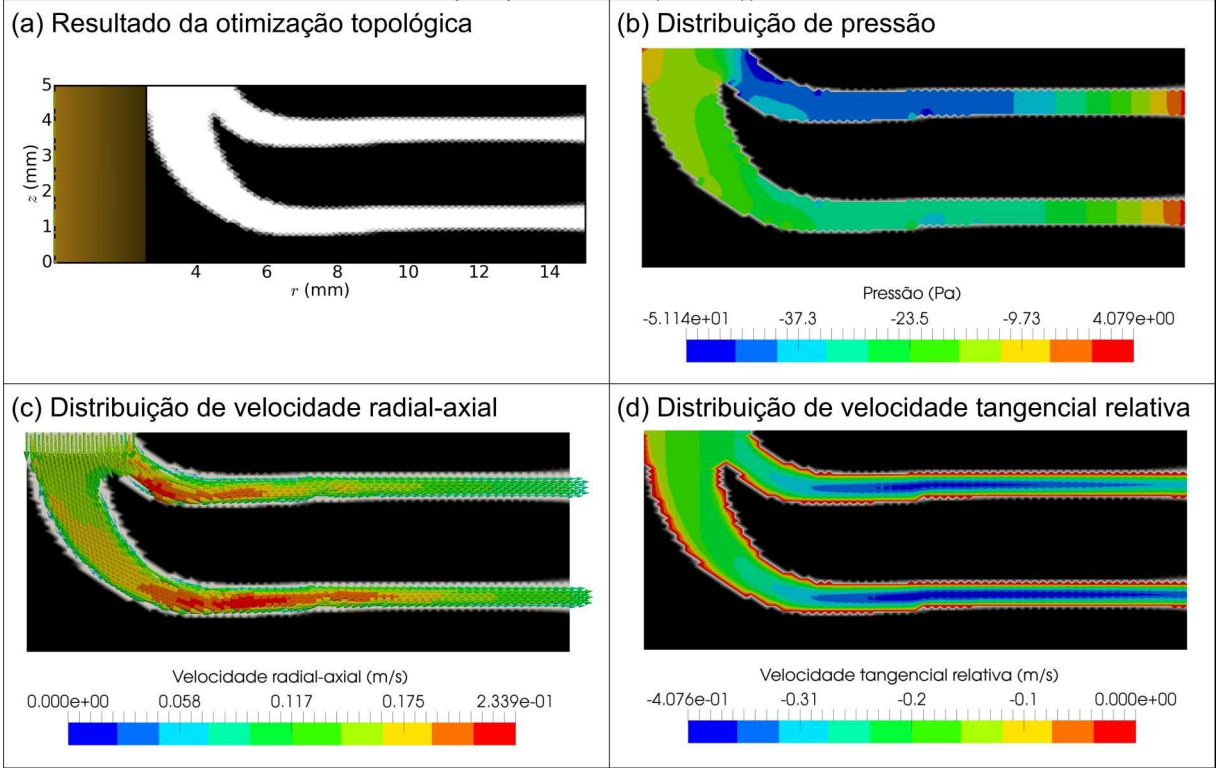 (a) Resultado da otimização topológica
5
4
3
2
1
0
z (mm)
4 6 8 10 12 14
r (mm)
(b) Distribuição de pressão
Pressão (Pa)
-5.114e+01 -37.3 -23.5 -9.73 4.079e+00
(c) Distribuição de velocidade radial-axial
Velocidade radial-axial (m/s)
0.000e+00 0.058 0.117 0.175 2.339e-01
(d) Distribuição de velocidade tangencial relativa
Velocidade tangencial relativa (m/s)
-4.076e-01 -0.31 -0.2 -0.1 0.000e+00